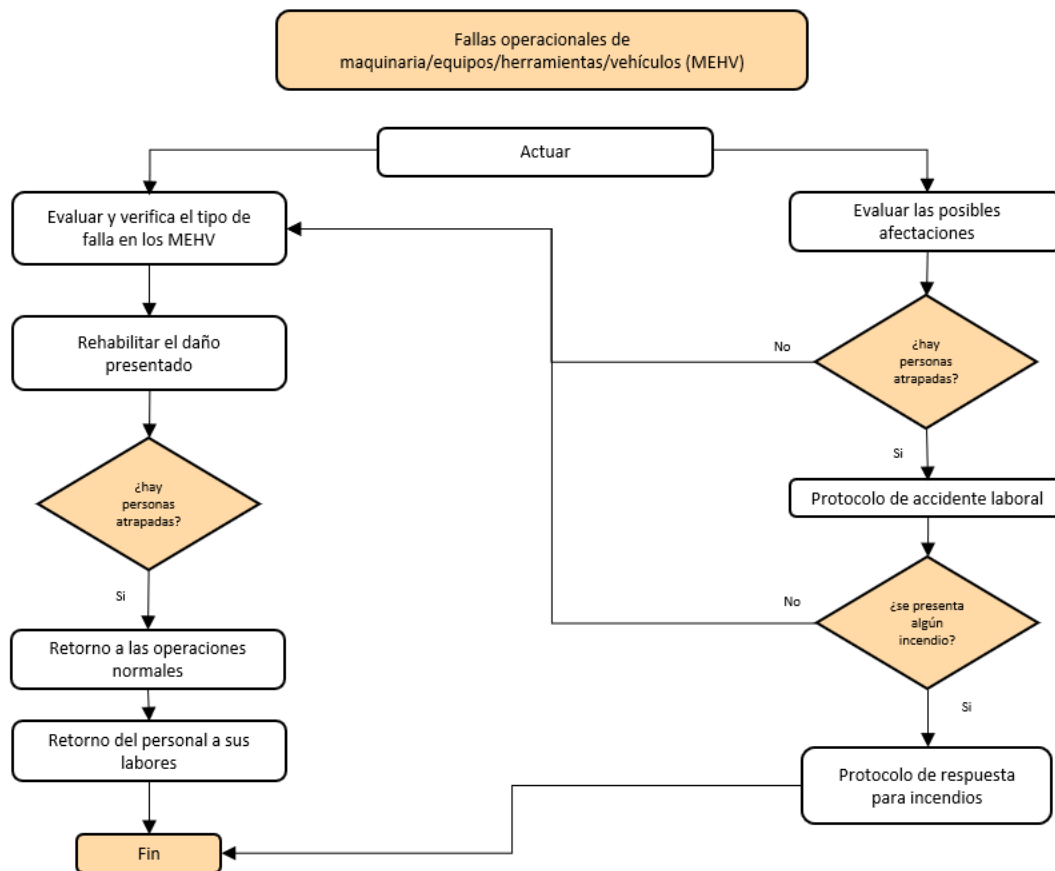 Fallas operacionales de
maquinaria/equipos/herramientas/vehículos (MEHV)
Actuar
Evaluar y verifica el tipo de
falla en los MEHV
Evaluar las posibles
afectaciones
Rehabilitar el daño
presentado
No
¿hay
personas
atrapadas?
Si
¿hay
personas
atrapadas?
Protocolo de accidente laboral
Si
No
¿se presenta
algún
incendio?
Retorno a las operaciones
normales
Si
Retorno del personal a sus
labores
Protocolo de respuesta
para incendios
Fin